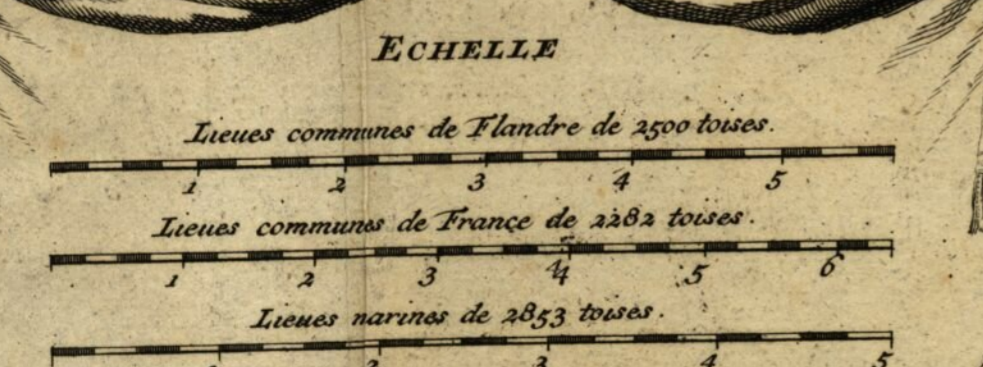 ECHELLE
Lieues communes de Flandre de 2500 toises.
1 2 3 4 5
Lieues communes de France de 2282 toises.
1 2 3 4 5 6
Lieues marines de 2853 toises.
2 3 4 5